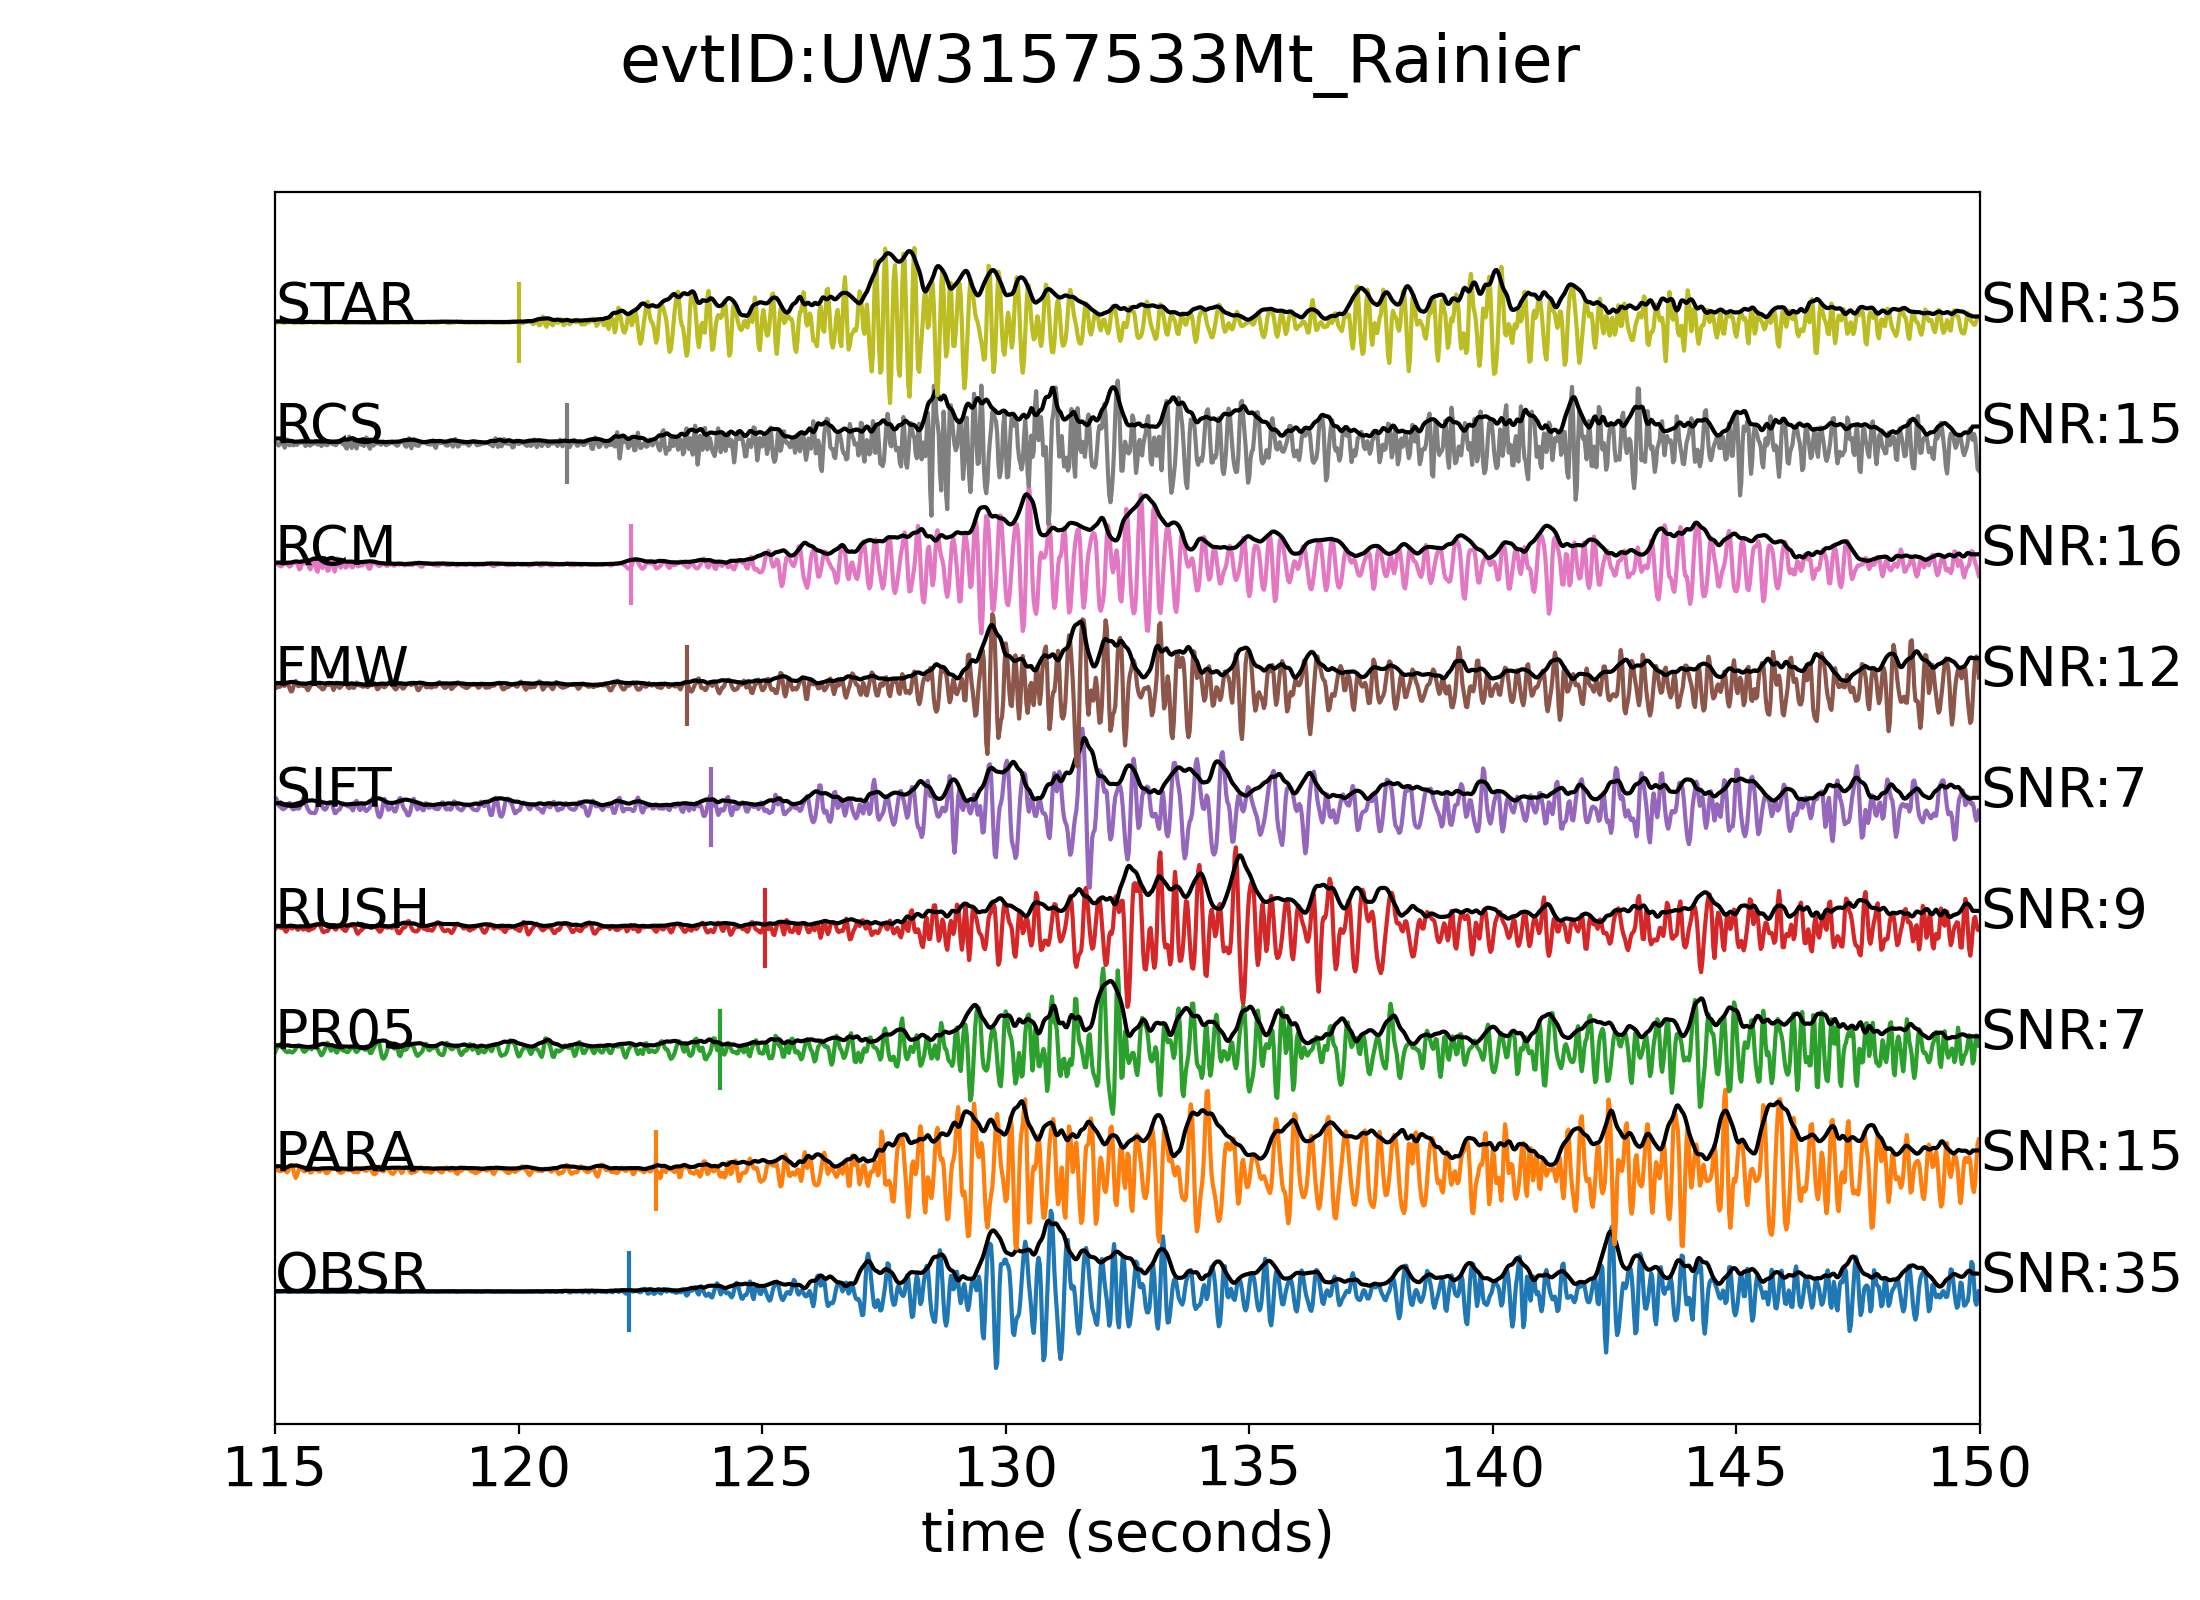 evtID:UW3157533Mt_Rainier
STAR SNR:35
RCS SNR:15
RCM SNR:16
FMW SNR:12
SIFT SNR:7
RUSH SNR:9
PR05 SNR:7
PARA SNR:15
OBSR SNR:35
115 120 125 130 135 140 145 150
time (seconds)